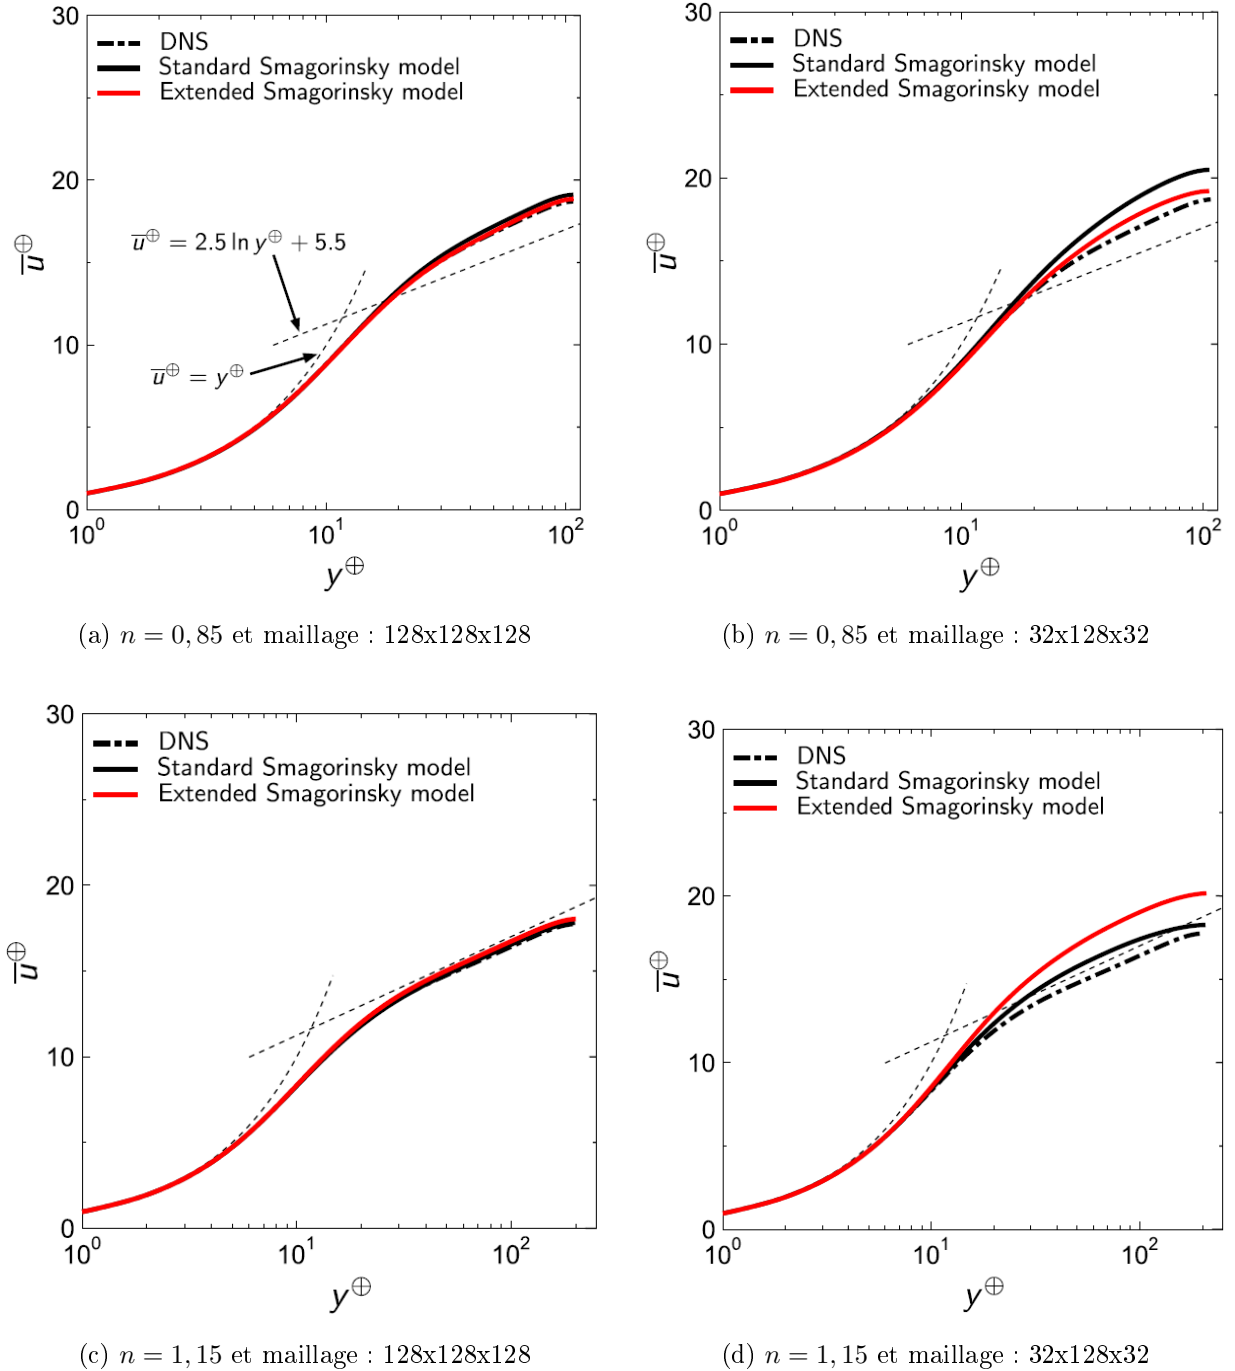 30
DNS
Standard Smagorinsky model
Extended Smagorinsky model
20
u̅⊕ = 2.5 ln y⊕ + 5.5
u̅⊕
10
u̅⊕ = y⊕
0
10⁰ 10¹ 10²
y⊕
(a) n = 0, 85 et maillage : 128x128x128
30
DNS
Standard Smagorinsky model
Extended Smagorinsky model
20
u̅⊕
10
0
10⁰ 10¹ 10²
y⊕
(b) n = 0, 85 et maillage : 32x128x32
30
DNS
Standard Smagorinsky model
Extended Smagorinsky model
20
u̅⊕
10
0
10⁰ 10¹ 10²
y⊕
(c) n = 1, 15 et maillage : 128x128x128
30
DNS
Standard Smagorinsky model
Extended Smagorinsky model
20
u̅⊕
10
0
10⁰ 10¹ 10²
y⊕
(d) n = 1, 15 et maillage : 32x128x32